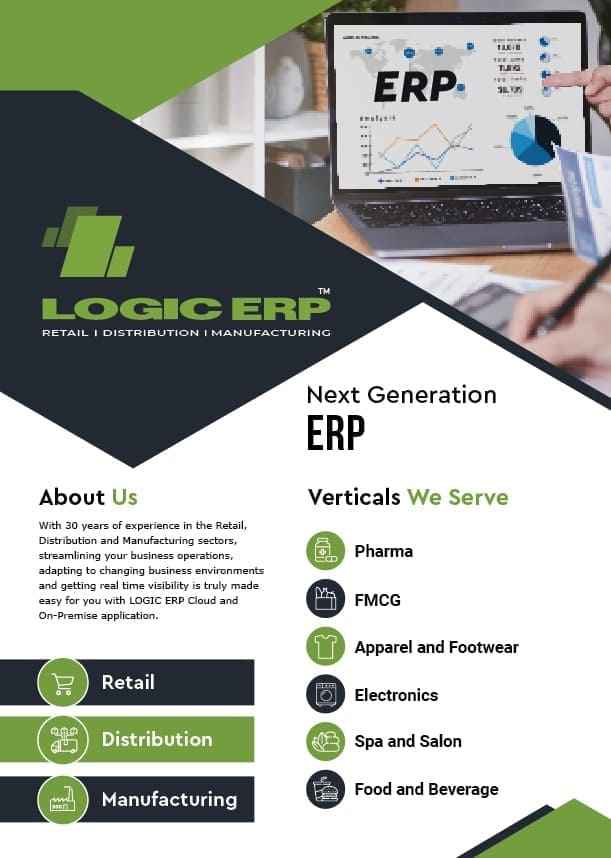 ERP
LOGIC ERP™
RETAIL I DISTRIBUTION I MANUFACTURING
Next Generation
ERP
About Us
With 30 years of experience in the Retail,
Distribution and Manufacturing sectors,
streamlining your business operations,
adapting to changing business environments
and getting real time visibility is truly made
easy for you with LOGIC ERP Cloud and
On-Premise application.
Retail
Distribution
Manufacturing
Verticals We Serve
Pharma
FMCG
Apparel and Footwear
Electronics
Spa and Salon
Food and Beverage